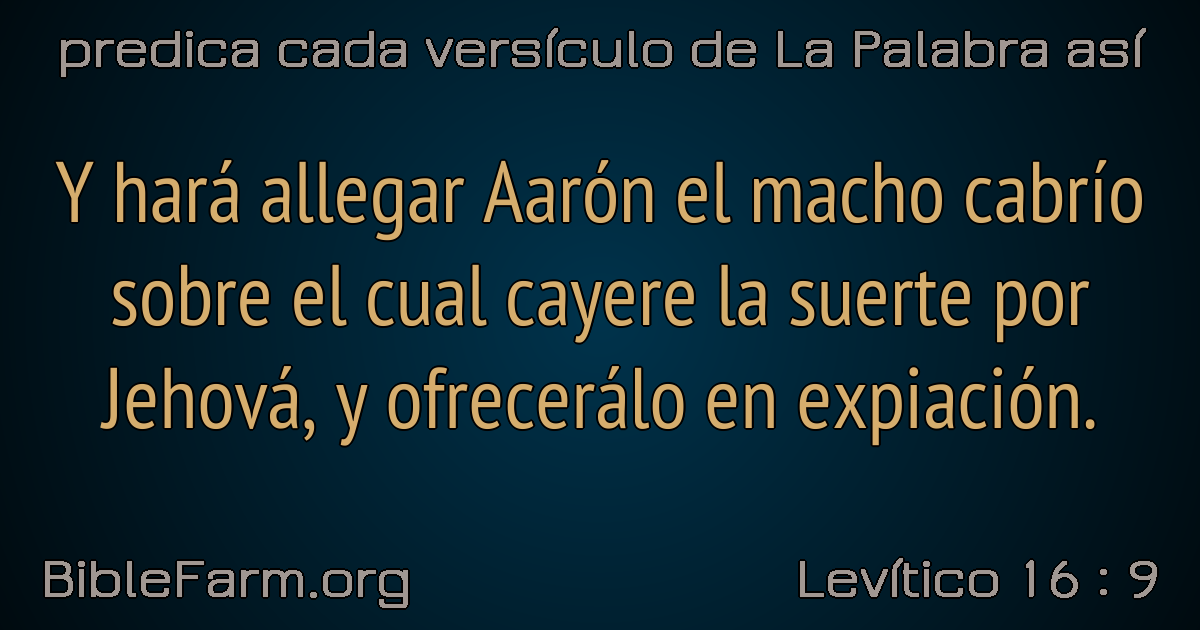 predica cada versículo de La Palabra así
Y hará allegar Aarón el macho cabrío
sobre el cual cayere la suerte por
Jehová, y ofrecerálo en expiación.
BibleFarm.org
Levítico 16 : 9